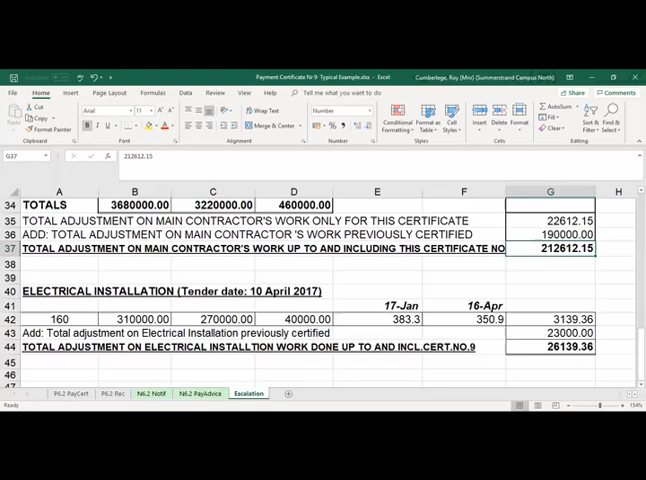 AutoSave
Payment Certificate Nr 9 Typical Example.xlsx - Excel
Cumberlege, Roy (Mnr) (Summerstrand Campus North)
File Home Insert Page Layout Formulas Data Review View Help Tell me what you want to do Share Comments
Paste Cut Copy Format Painter Clipboard
Arial 11 B I U Font
Wrap Text Merge & Center Alignment
Number % Number
Conditional Formatting Format as Table Cell Styles Styles
Insert Delete Format Cells
AutoSum Fill Clear Sort & Filter Find & Select Editing
G37 fx 212612.15
A B C D E F G H
34 TOTALS 3680000.00 3220000.00 460000.00
35 TOTAL ADJUSTMENT ON MAIN CONTRACTOR'S WORK ONLY FOR THIS CERTIFICATE 22612.15
36 ADD: TOTAL ADJUSTMENT ON MAIN CONTRACTOR 'S WORK PREVIOUSLY CERTIFIED 190000.00
37 TOTAL ADJUSTMENT ON MAIN CONTRACTOR'S WORK UP TO AND INCLUDING THIS CERTIFICATE NO 212612.15
38
39
40 ELECTRICAL INSTALLATION (Tender date: 10 April 2017)
41 17-Jan 16-Apr
42 160 310000.00 270000.00 40000.00 383.3 350.9 3139.36
43 Add: Total adjustment on Electrical Installation previously certified 23000.00
44 TOTAL ADJUSTMENT ON ELECTRICAL INSTALLTION WORK DONE UP TO AND INCL.CERT.NO.9 26139.36
45
46
47
P6.2 PayCert P6.2 Rec N6.2 Notif N6.2 PayAdvice Escalation
Ready 154%